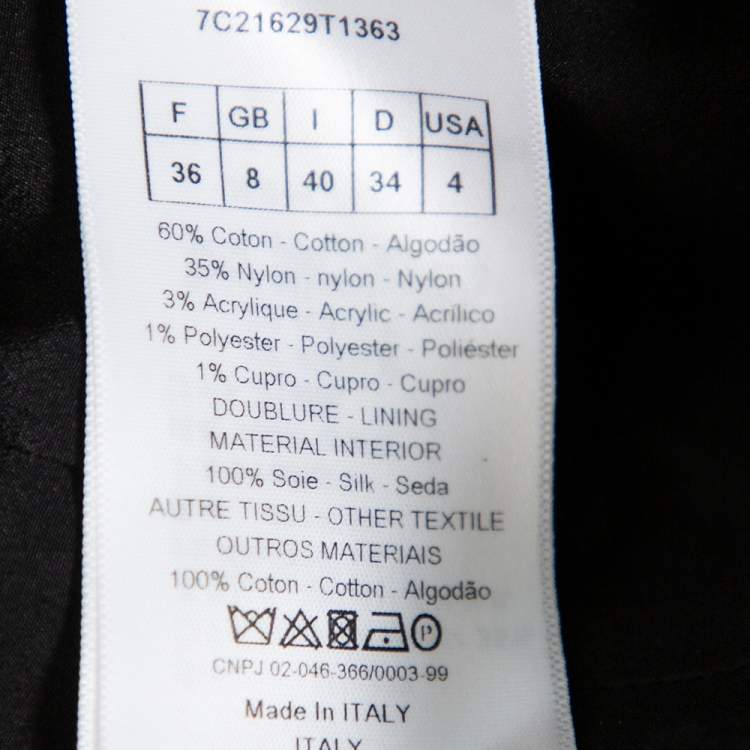 7C21629T1363
F GB I D USA
36 8 40 34 4
60% Coton - Cotton - Algodão
35% Nylon - nylon - Nylon
3% Acrylique - Acrylic - Acrílico
1% Polyester - Polyester - Poliéster
1% Cupro - Cupro - Cupro
DOUBLURE - LINING
MATERIAL INTERIOR
100% Soie - Silk - Seda
AUTRE TISSU - OTHER TEXTILE
OUTROS MATERIAIS
100% Coton - Cotton - Algodão
P
CNPJ 02-046-366/0003-99
Made In ITALY
ITALY